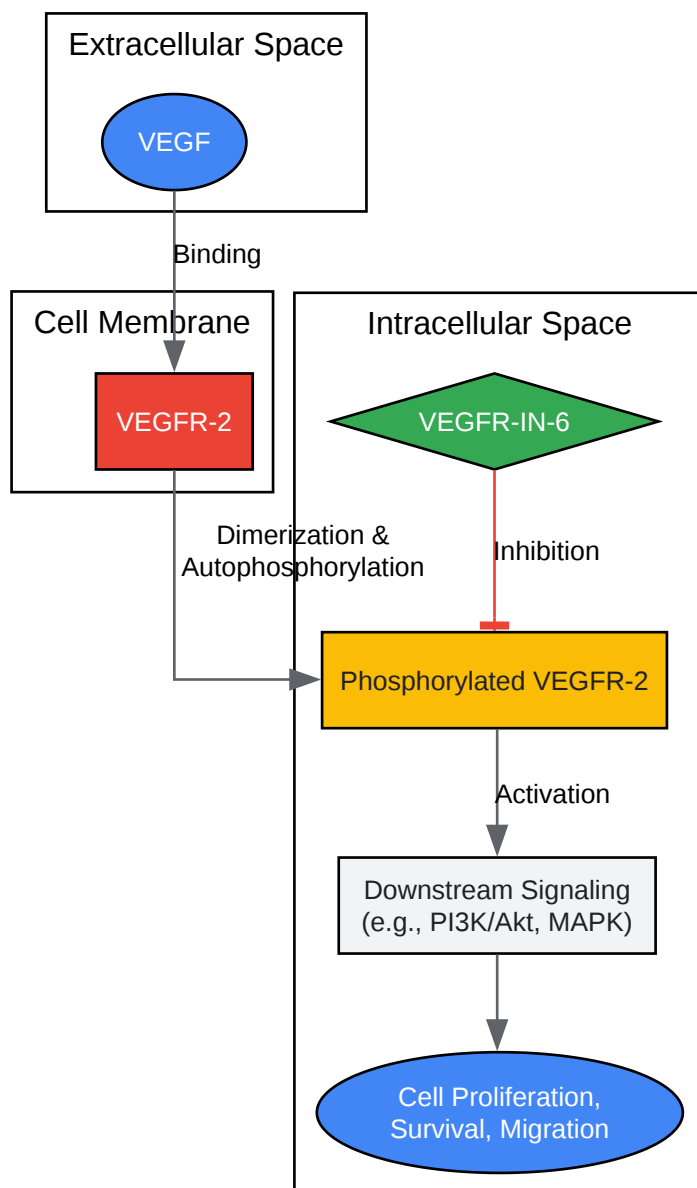 Extracellular Space
VEGF
Binding
Cell Membrane
VEGFR-2
Intracellular Space
VEGFR-IN-6
Dimerization &
Autophosphorylation
Inhibition
Phosphorylated VEGFR-2
Activation
Downstream Signaling
(e.g., PI3K/Akt, MAPK)
Cell Proliferation,
Survival, Migration